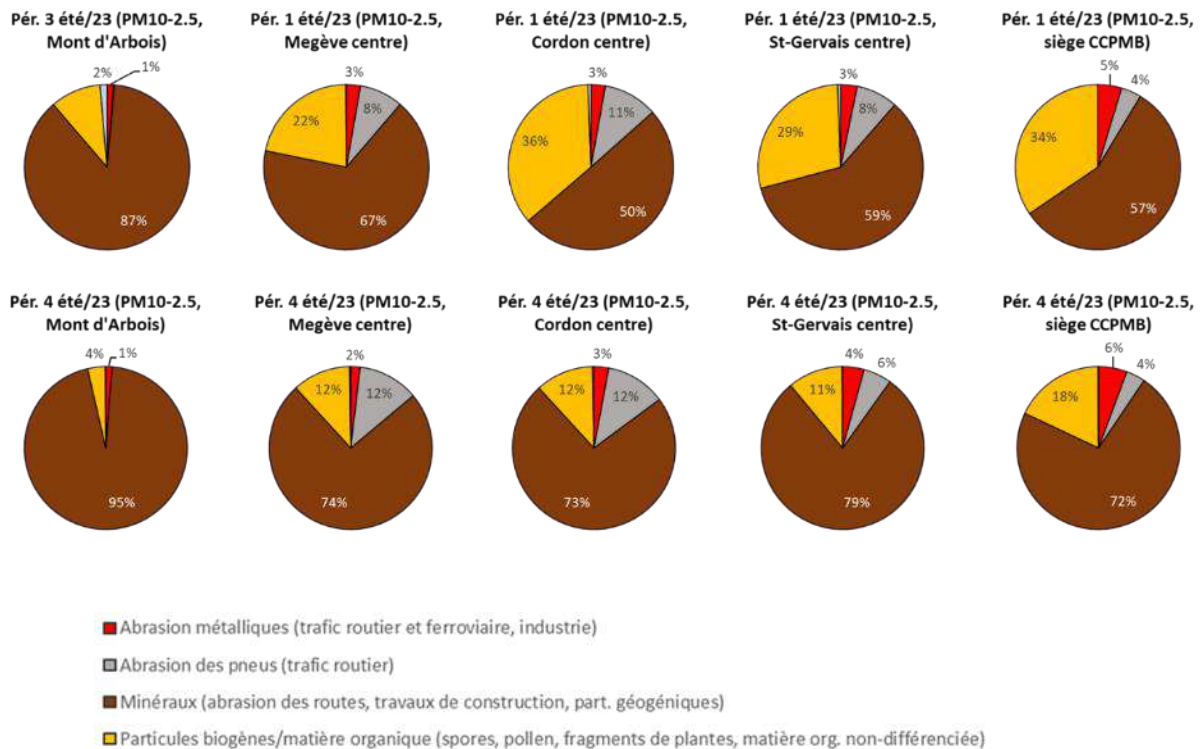 Pér. 3 été/23 (PM10-2.5,
Mont d'Arbois)
2%
1%
87%
Pér. 1 été/23 (PM10-2.5,
Megève centre)
3%
8%
22%
67%
Pér. 1 été/23 (PM10-2.5,
Cordon centre)
3%
11%
36%
50%
Pér. 1 été/23 (PM10-2.5,
St-Gervais centre)
3%
8%
29%
59%
Pér. 1 été/23 (PM10-2.5,
siège CCPMB)
5%
4%
34%
57%
Pér. 4 été/23 (PM10-2.5,
Mont d'Arbois)
4%
1%
95%
Pér. 4 été/23 (PM10-2.5,
Megève centre)
2%
12%
12%
74%
Pér. 4 été/23 (PM10-2.5,
Cordon centre)
3%
12%
12%
73%
Pér. 4 été/23 (PM10-2.5,
St-Gervais centre)
4%
6%
11%
79%
Pér. 4 été/23 (PM10-2.5,
siège CCPMB)
6%
4%
18%
72%
Abrasion métalliques (trafic routier et ferroviaire, industrie)
Abrasion des pneus (trafic routier)
Minéraux (abrasion des routes, travaux de construction, part. géogéniques)
Particules biogènes/matière organique (spores, pollen, fragments de plantes, matière org. non-différenciée)